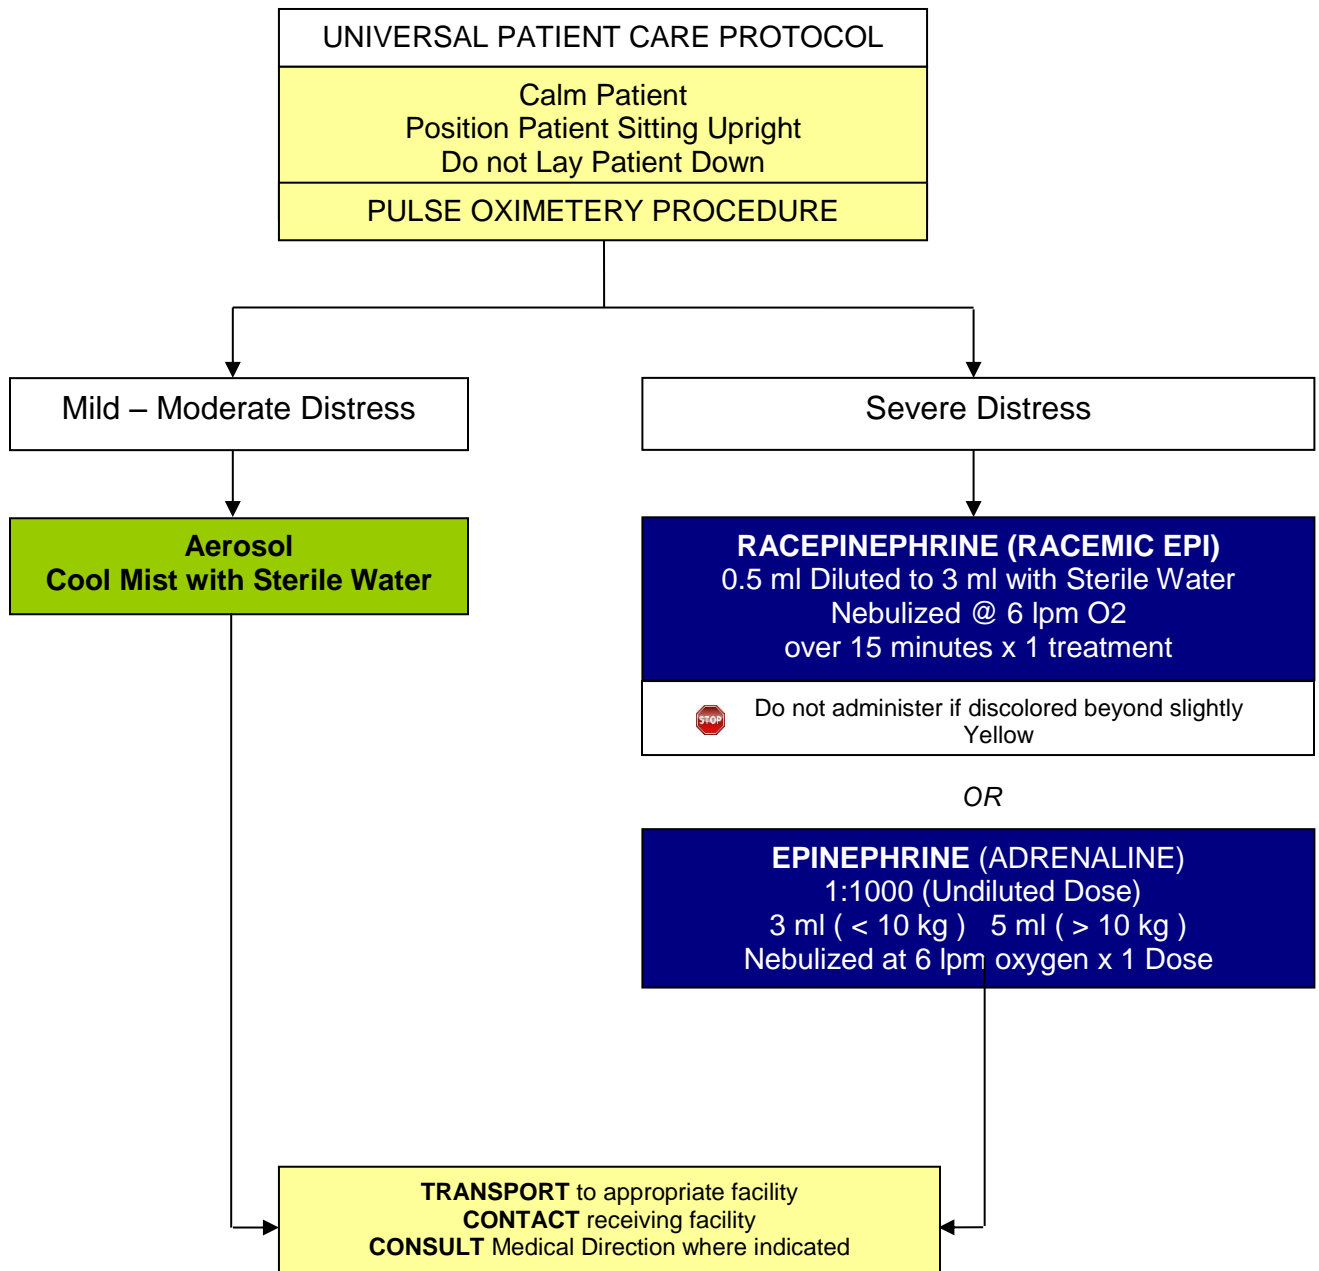 UNIVERSAL PATIENT CARE PROTOCOL
Calm Patient
Position Patient Sitting Upright
Do not Lay Patient Down
PULSE OXIMETERY PROCEDURE
Mild – Moderate Distress
Aerosol
Cool Mist with Sterile Water
Severe Distress
RACEPINEPHRINE (RACEMIC EPI)
0.5 ml Diluted to 3 ml with Sterile Water
Nebulized @ 6 lpm O2
over 15 minutes x 1 treatment
STOP
Do not administer if discolored beyond slightly
Yellow
OR
EPINEPHRINE (ADRENALINE)
1:1000 (Undiluted Dose)
3 ml ( < 10 kg ) 5 ml ( > 10 kg )
Nebulized at 6 lpm oxygen x 1 Dose
TRANSPORT to appropriate facility
CONTACT receiving facility
CONSULT Medical Direction where indicated